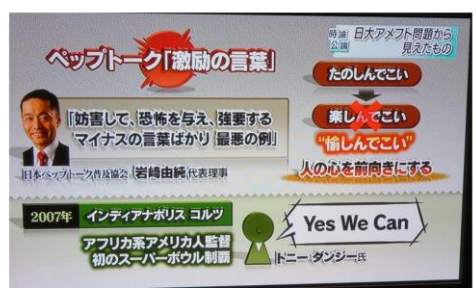 時論公論
日大アメフト問題から
見えたもの
ペップトーク「激励の言葉」
「妨害して、恐怖を与え、強要する
マイナスの言葉ばかり 最悪の例」
日本ペップトーク普及協会 岩﨑由純 代表理事
たのしんでこい
楽しんでこい
“愉しんでこい”
人の心を前向きにする
2007年 インディアナポリス コルツ
アフリカ系アメリカ人監督
初のスーパーボウル制覇
Yes We Can
トニー ダンジー氏